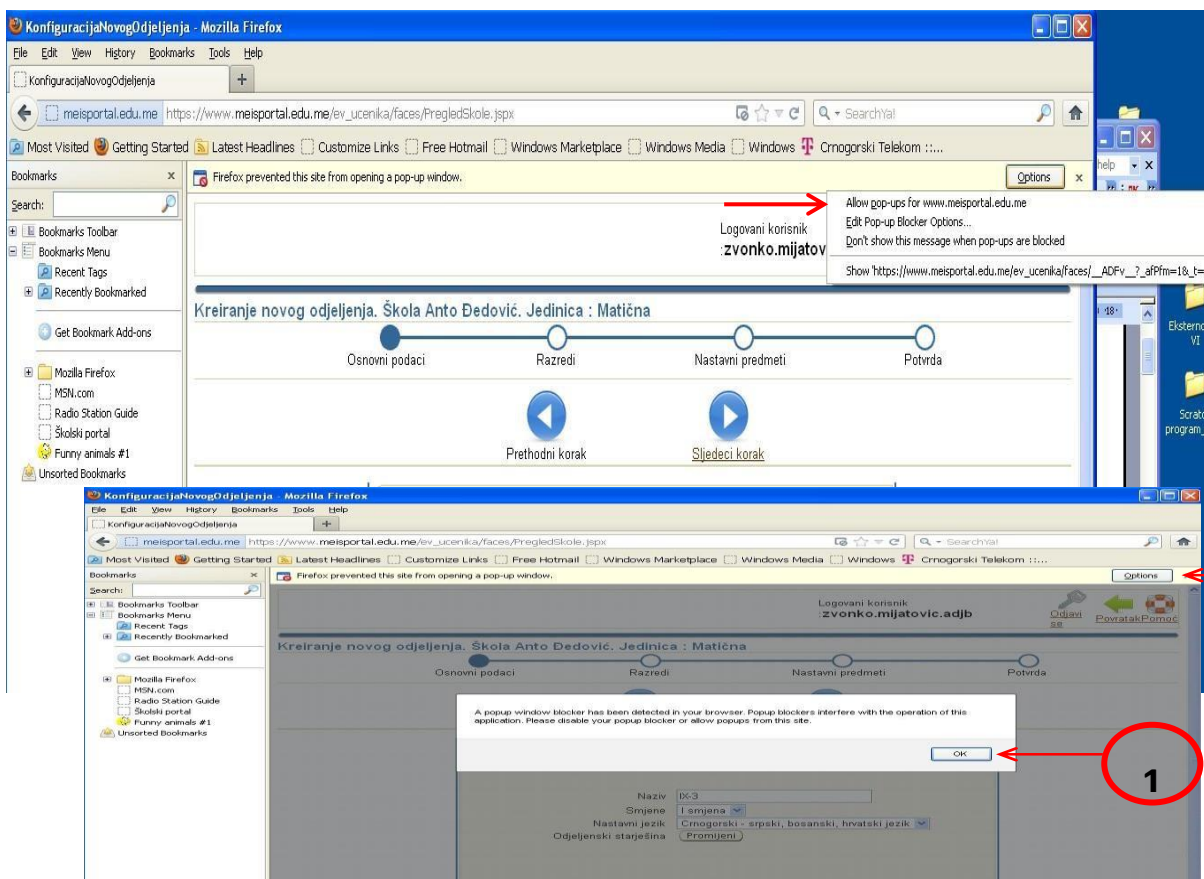 KonfiguracijaNovogOdjeljenja - Mozilla Firefox
File Edit View History Bookmarks Tools Help
KonfiguracijaNovogOdjeljenja +
meisportal.edu.me https://www.meisportal.edu.me/ev_ucenika/faces/PregledSkole.jspx SearchYa!
Most Visited Getting Started Latest Headlines Customize Links Free Hotmail Windows Marketplace Windows Media Windows Crnogorski Telekom ::...
help
Bookmarks x
Firefox prevented this site from opening a pop-up window. Options x
Search:
Allow pop-ups for www.meisportal.edu.me
Edit Pop-up Blocker Options...
Don't show this message when pop-ups are blocked
Show 'https://www.meisportal.edu.me/ev_ucenika/faces/__ADFv__?_afPfm=1&_t=
Bookmarks Toolbar
Bookmarks Menu
Recent Tags
Recently Bookmarked
Get Bookmark Add-ons
Mozilla Firefox
MSN.com
Radio Station Guide
Školski portal
Funny animals #1
Unsorted Bookmarks
Logovani korisnik
:zvonko.mijatov
Kreiranje novog odjeljenja. Škola Anto Đedović. Jedinica : Matična
Osnovni podaci Razredi Nastavni predmeti Potvrda
Prethodni korak Sljedeci korak
18
Eksterno
VI
Scrat
program_
KonfiguracijaNovogOdjeljenja - Mozilla Firefox
File Edit View History Bookmarks Tools Help
KonfiguracijaNovogOdjeljenja +
meisportal.edu.me https://www.meisportal.edu.me/ev_ucenika/faces/PregledSkole.jspx SearchYa!
Most Visited Getting Started Latest Headlines Customize Links Free Hotmail Windows Marketplace Windows Media Windows Crnogorski Telekom ::...
Bookmarks x
Firefox prevented this site from opening a pop-up window. Options
Search:
Bookmarks Toolbar
Bookmarks Menu
Recent Tags
Recently Bookmarked
Get Bookmark Add-ons
Mozilla Firefox
MSN.com
Radio Station Guide
Školski portal
Funny animals #1
Unsorted Bookmarks
Logovani korisnik
:zvonko.mijatovic.adjb
Odjavi se
Povratak Pomoć
Kreiranje novog odjeljenja. Škola Anto Đedović. Jedinica : Matična
Osnovni podaci Razredi Nastavni predmeti Potvrda
A popup window blocker has been detected in your browser. Popup blockers interfere with the operation of this
application. Please disable your popup blocker or allow popups from this site.
OK
1
Naziv IX-3
Smjene I smjena
Nastavni jezik Crnogorski - srpski, bosanski, hrvatski jezik
Odjeljenski starješina Promijeni